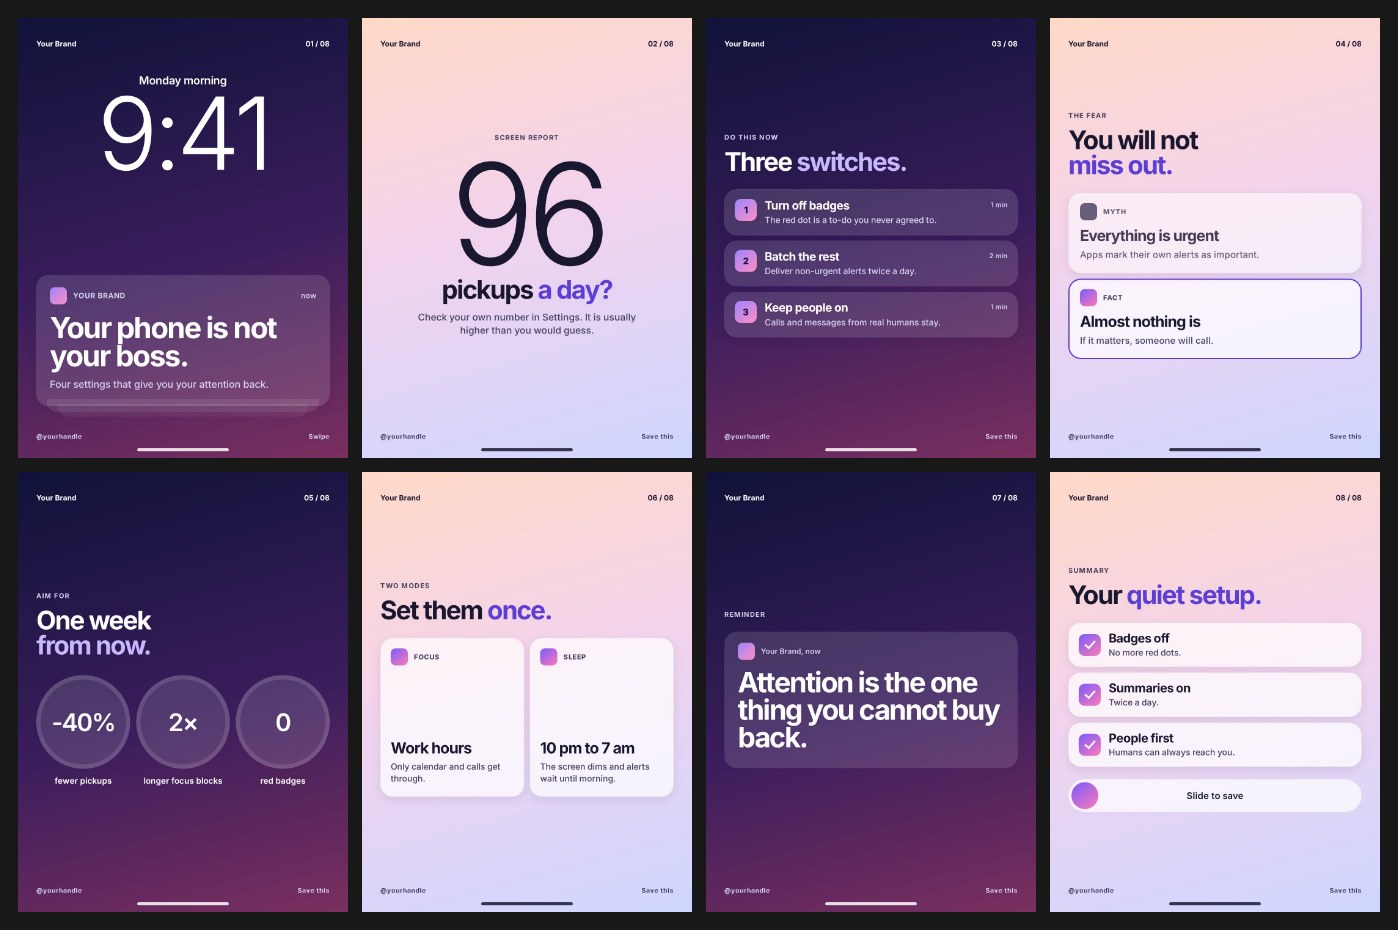 Your Brand
01 / 08
Monday morning
9:41
YOUR BRAND
now
Your phone is not
your boss.
Four settings that give you your attention back.
@yourhandle
Swipe
Your Brand
02 / 08
SCREEN REPORT
96
pickups a day?
Check your own number in Settings. It is usually
higher than you would guess.
@yourhandle
Save this
Your Brand
03 / 08
DO THIS NOW
Three switches.
1
Turn off badges
1 min
The red dot is a to-do you never agreed to.
2
Batch the rest
2 min
Deliver non-urgent alerts twice a day.
3
Keep people on
1 min
Calls and messages from real humans stay.
@yourhandle
Save this
Your Brand
04 / 08
THE FEAR
You will not
miss out.
MYTH
Everything is urgent
Apps mark their own alerts as important.
FACT
Almost nothing is
If it matters, someone will call.
@yourhandle
Save this
Your Brand
05 / 08
AIM FOR
One week
from now.
-40%
fewer pickups
2×
longer focus blocks
0
red badges
@yourhandle
Save this
Your Brand
06 / 08
TWO MODES
Set them once.
FOCUS
Work hours
Only calendar and calls get
through.
SLEEP
10 pm to 7 am
The screen dims and alerts
wait until morning.
@yourhandle
Save this
Your Brand
07 / 08
REMINDER
Your Brand, now
Attention is the one
thing you cannot buy
back.
@yourhandle
Save this
Your Brand
08 / 08
SUMMARY
Your quiet setup.
Badges off
No more red dots.
Summaries on
Twice a day.
People first
Humans can always reach you.
Slide to save
@yourhandle
Save this